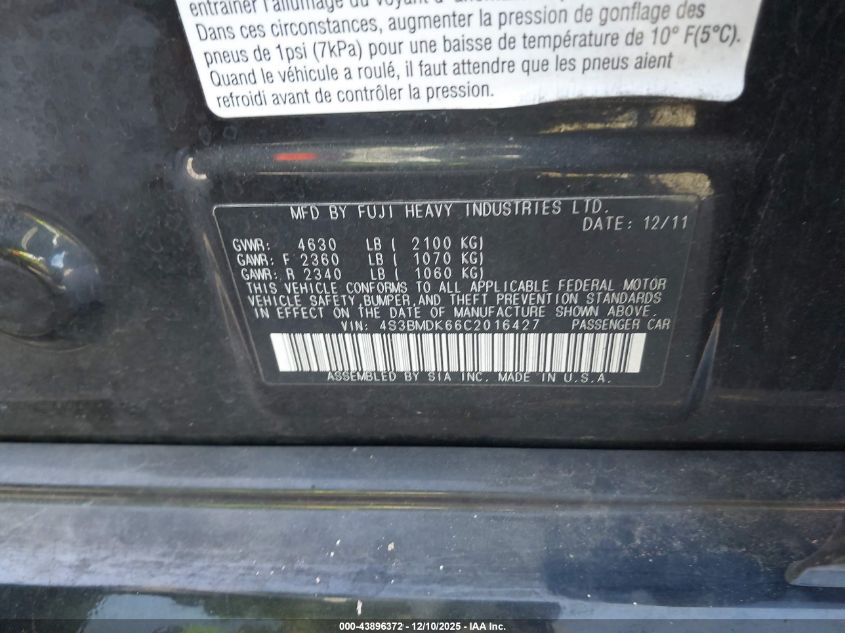 entraîner l'allumage du voyant d'
Dans ces circonstances, augmenter la pression de gonflage des
pneus de 1psi (7kPa) pour une baisse de température de 10° F(5°C).
Quand le véhicule a roulé, il faut attendre que les pneus aient
refroidi avant de contrôler la pression.
MFD BY FUJI HEAVY INDUSTRIES LTD.
DATE: 12/11
GVWR: 4630 LB ( 2100 KG)
GAWR: F 2360 LB ( 1070 KG)
GAWR: R 2340 LB ( 1060 KG)
THIS VEHICLE CONFORMS TO ALL APPLICABLE FEDERAL MOTOR
VEHICLE SAFETY, BUMPER, AND THEFT PREVENTION STANDARDS
IN EFFECT ON THE DATE OF MANUFACTURE SHOWN ABOVE.
VIN: 4S3BMDK66C2016427 PASSENGER CAR
ASSEMBLED BY SIA INC. MADE IN U.S.A.
000-43896372 - 12/10/2025 - IAA Inc.